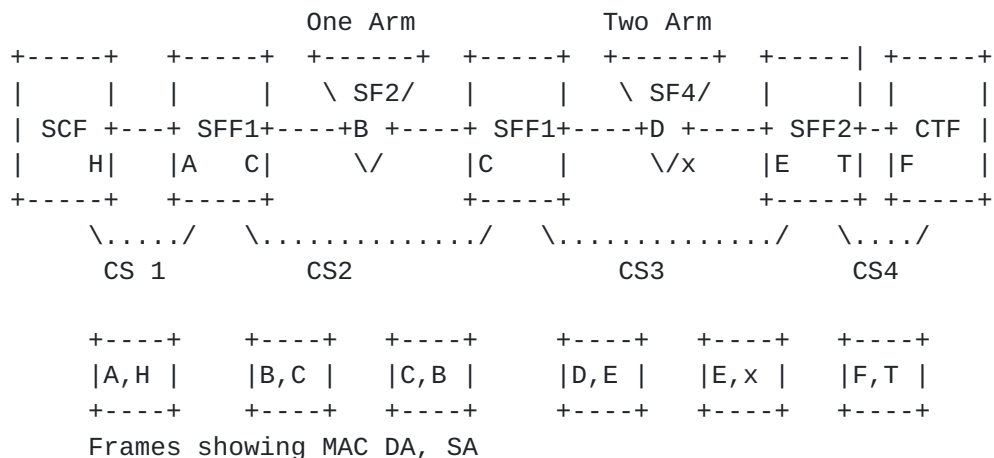 One Arm            Two Arm
+-----+   +-----+  +------+  +-----+  +------+  +-----| +-----+
|     |   |     |   \ SF2/   |     |   \ SF4/   |     | |     |
| SCF +---+ SFF1+----+B +----+ SFF1+----+D +----+ SFF2+-+ CTF |
|    H|   |A   C|     \/     |C    |     \/x    |E   T| |F    |
+-----+   +-----+            +-----+            +-----+ +-----+
     \...../   \............../   \............./   \..../
      CS 1         CS2                 CS3            CS4

     +----+    +----+   +----+     +----+   +----+   +----+
     |A,H |    |B,C |   |C,B |     |D,E |   |E,x |   |F,T |
     +----+    +----+   +----+     +----+   +----+   +----+
     Frames showing MAC DA, SA